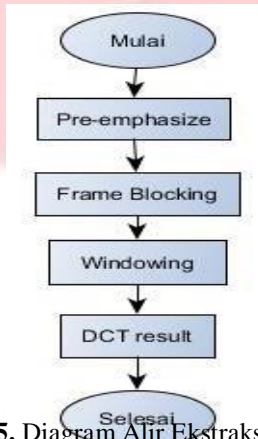 Mulai
Pre-emphasize
Frame Blocking
Windowing
DCT result
Selesai
5. Diagram Alir Ekstraks